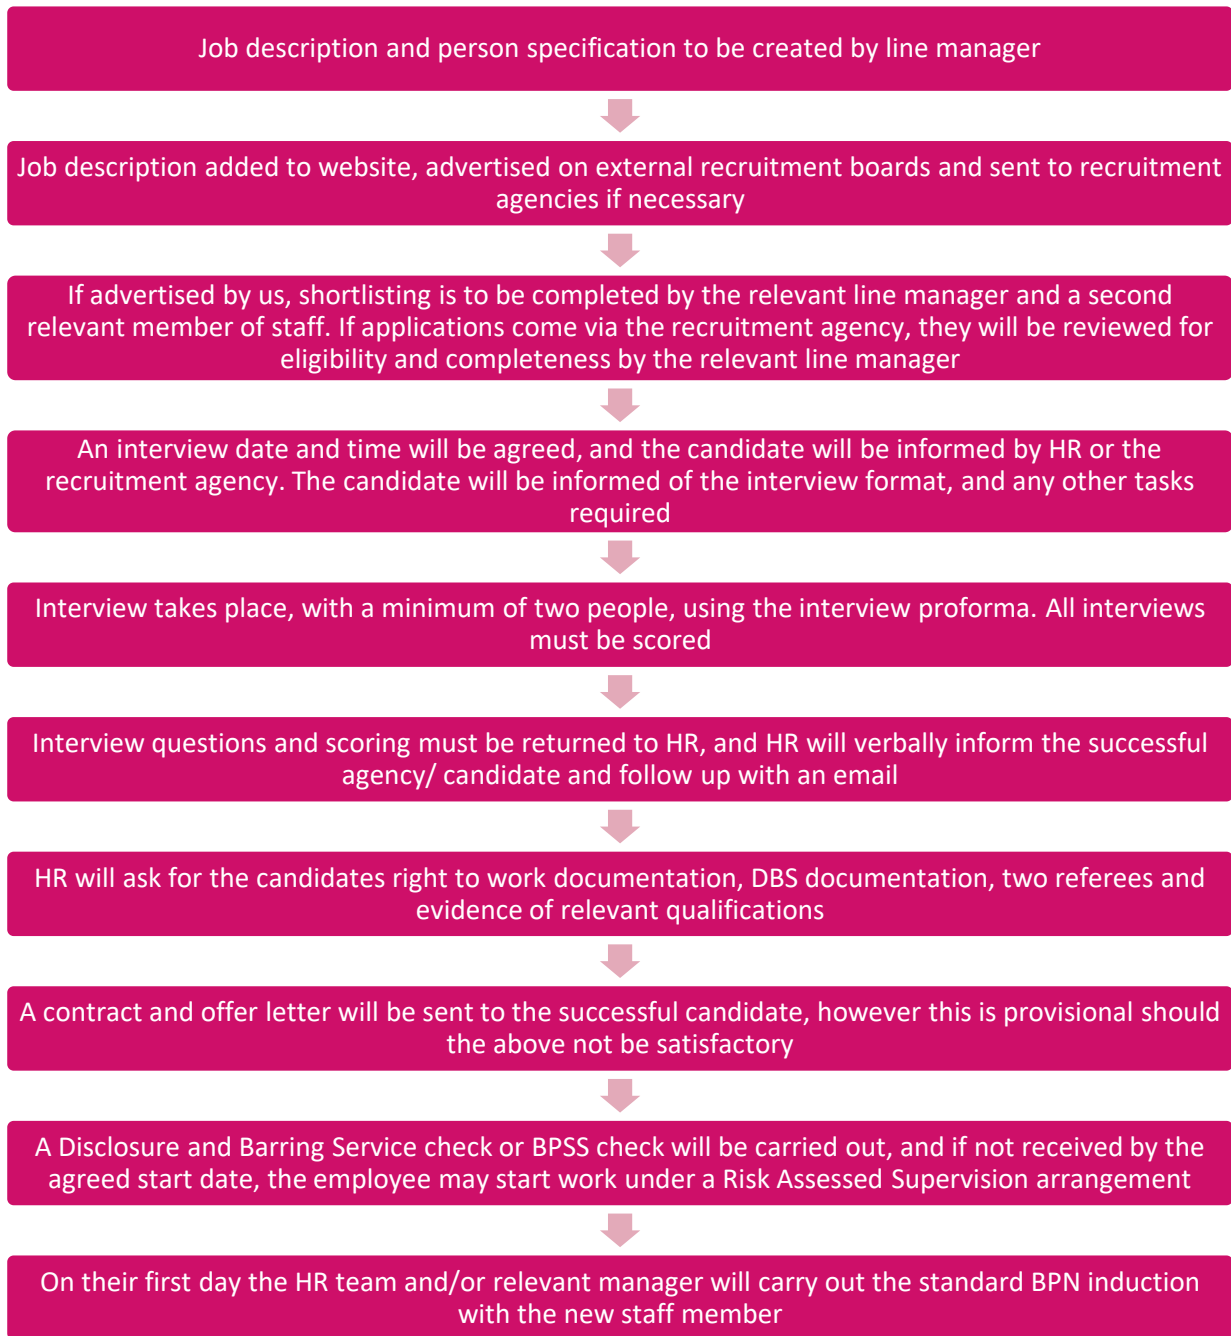 Job description and person specification to be created by line manager
Job description added to website, advertised on external recruitment boards and sent to recruitment
agencies if necessary
If advertised by us, shortlisting is to be completed by the relevant line manager and a second
relevant member of staff. If applications come via the recruitment agency, they will be reviewed for
eligibility and completeness by the relevant line manager
An interview date and time will be agreed, and the candidate will be informed by HR or the
recruitment agency. The candidate will be informed of the interview format, and any other tasks
required
Interview takes place, with a minimum of two people, using the interview proforma. All interviews
must be scored
Interview questions and scoring must be returned to HR, and HR will verbally inform the successful
agency/ candidate and follow up with an email
HR will ask for the candidates right to work documentation, DBS documentation, two referees and
evidence of relevant qualifications
A contract and offer letter will be sent to the successful candidate, however this is provisional should
the above not be satisfactory
A Disclosure and Barring Service check or BPSS check will be carried out, and if not received by the
agreed start date, the employee may start work under a Risk Assessed Supervision arrangement
On their first day the HR team and/or relevant manager will carry out the standard BPN induction
with the new staff member